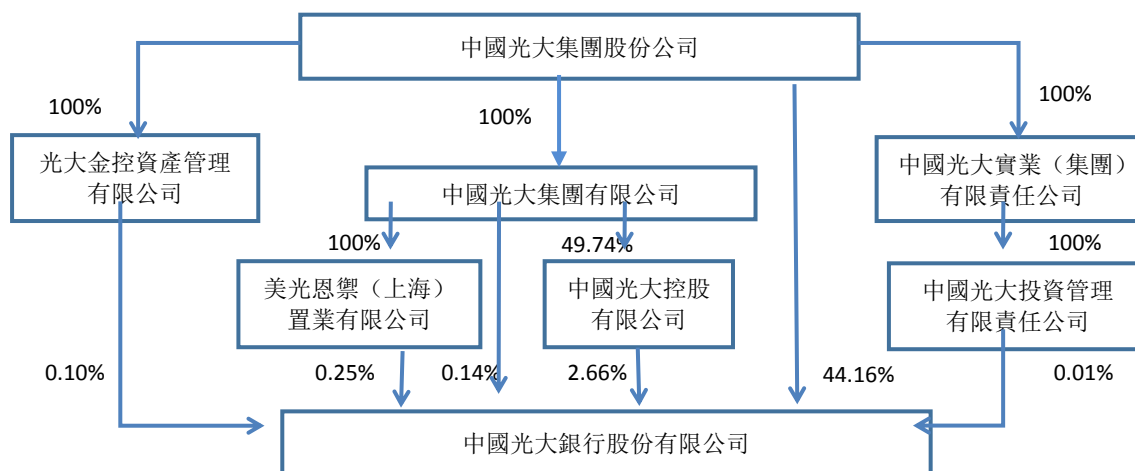 中國光大集團股份公司
100%
100%
100%
光大金控資產管理
有限公司
中國光大集團有限公司
中國光大實業（集團）
有限責任公司
100%
49.74%
100%
美光恩禦（上海）
置業有限公司
中國光大控股
有限公司
中國光大投資管理
有限責任公司
0.10%
0.25%
0.14%
2.66%
44.16%
0.01%
中國光大銀行股份有限公司